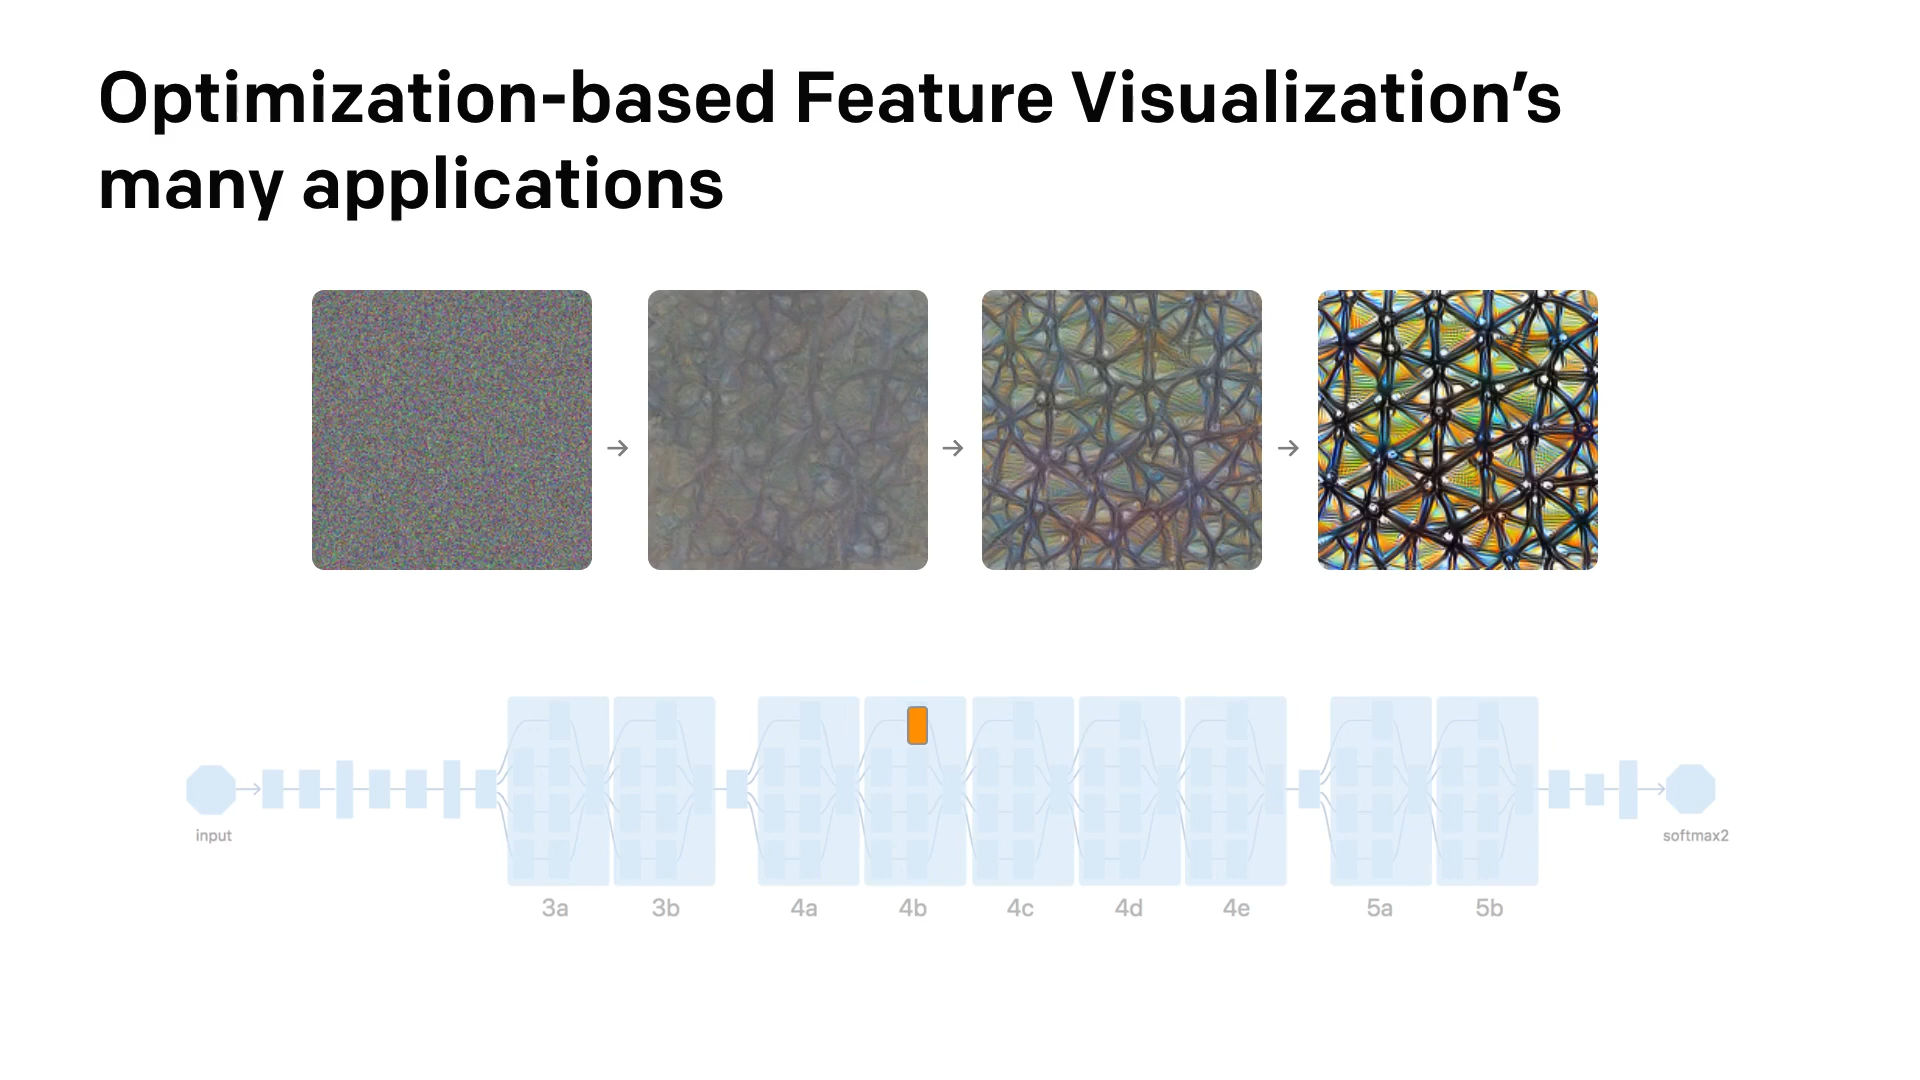 Optimization-based Feature Visualization’s
many applications
input
softmax2
3a
3b
4a
4b
4c
4d
4e
5a
5b